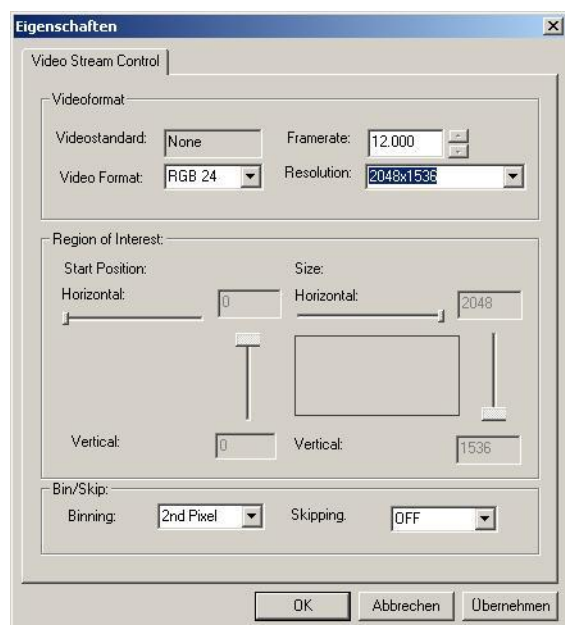 Eigenschaften
Video Stream Control
Videoformat
Videostandard: None Framerate: 12.000
Video Format: RGB 24 Resolution: 2048x1536
Region of Interest:
Start Position: Size:
Horizontal: 0 Horizontal: 2048
Vertical: 0 Vertical: 1536
Bin/Skip:
Binning: 2nd Pixel Skipping. OFF
OK Abbrechen Übernehmen